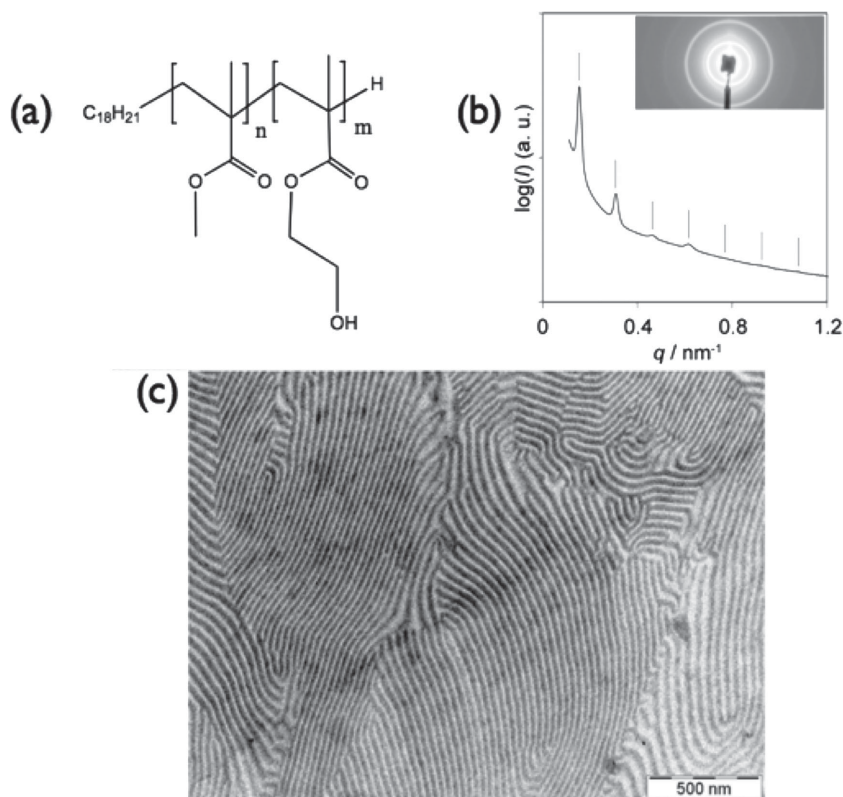 (a)
C18H21
n
m
H
O
O
O
O
OH
(b)
log(I) (a. u.)
0
0.4
0.8
1.2
q / nm-1
(c)
500 nm